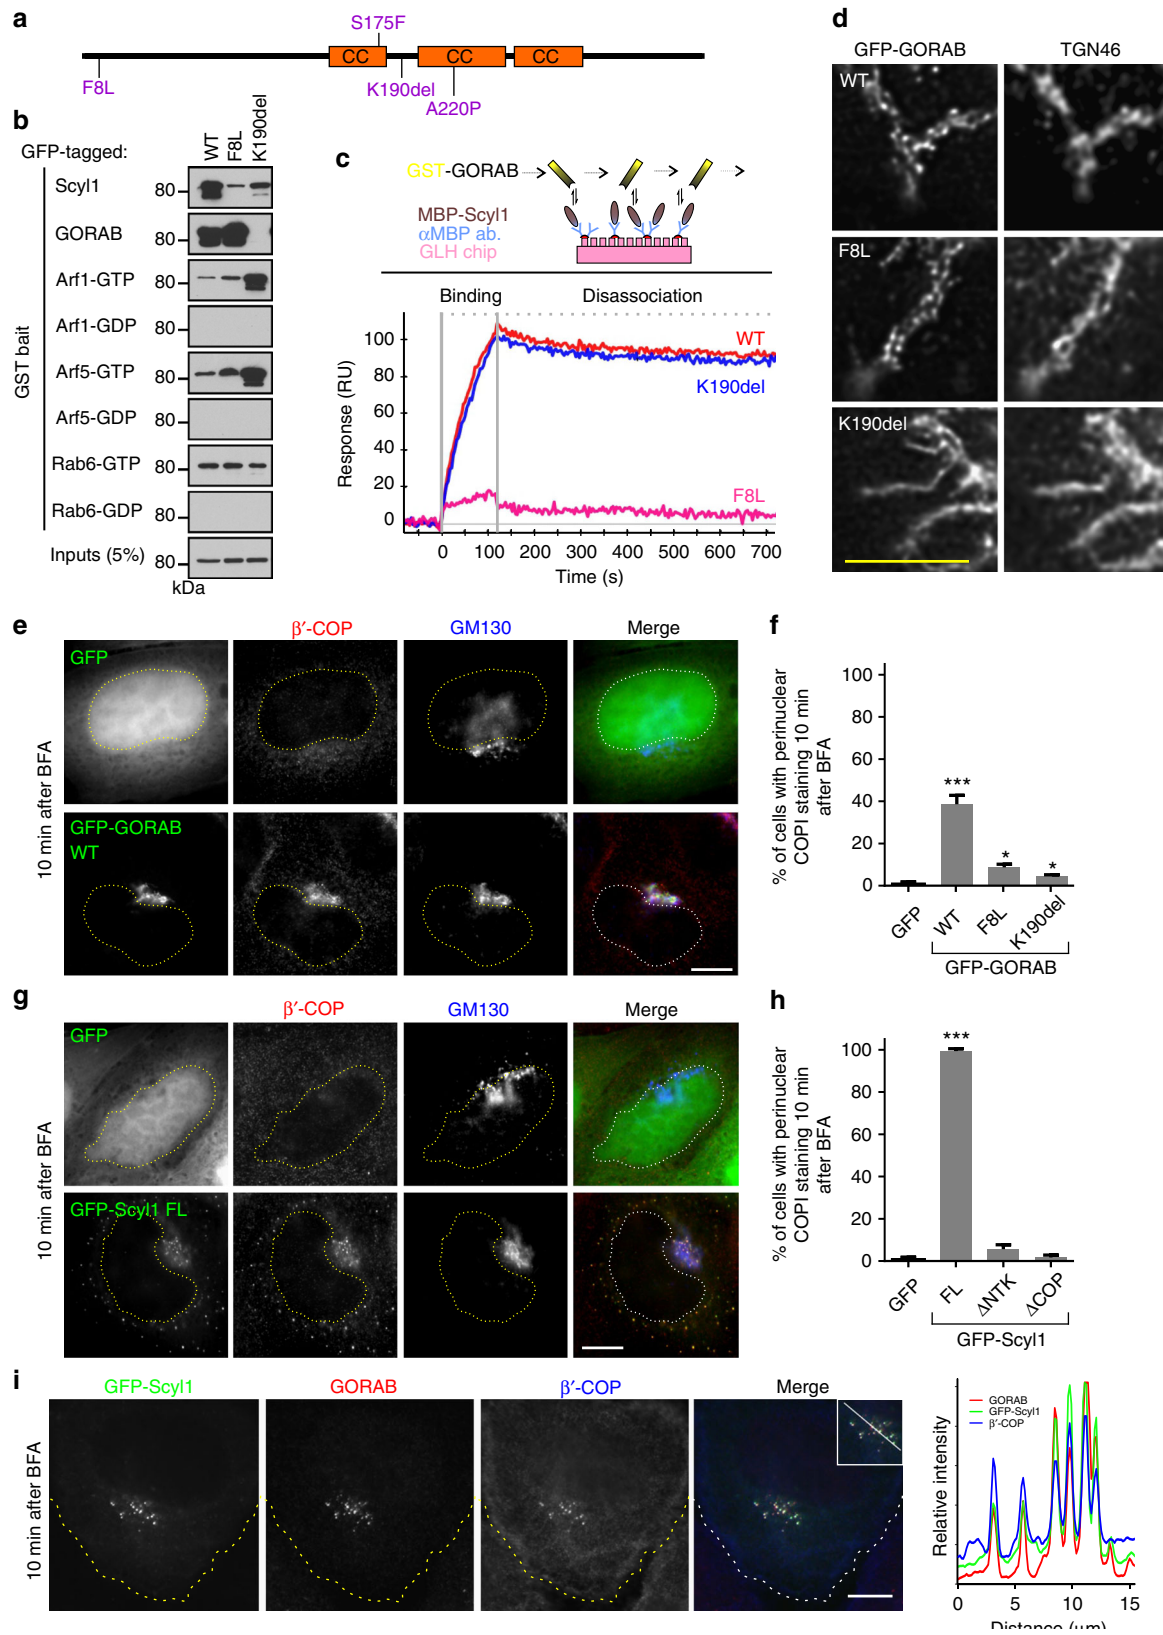 a
S175F
CC
CC
CC
F8L
K190del
A220P
b
GFP-tagged:
WT
F8L
K190del
GST bait
Scyl1
80
GORAB
80
Arf1-GTP
80
Arf1-GDP
80
Arf5-GTP
80
Arf5-GDP
80
Rab6-GTP
80
Rab6-GDP
80
Inputs (5%)
80
kDa
c
GST-GORAB
MBP-Scyl1
αMBP ab.
GLH chip
Binding
Disassociation
Response (RU)
100
80
60
40
20
0
WT
K190del
F8L
0 100 200 300 400 500 600 700
Time (s)
d
GFP-GORAB
TGN46
WT
F8L
K190del
e
β′-COP
GM130
Merge
10 min after BFA
GFP
GFP-GORAB
WT
f
% of cells with perinuclear
COPI staining 10 min
after BFA
100
80
60
40
20
0
***
*
*
GFP
WT
F8L
K190del
GFP-GORAB
g
β′-COP
GM130
Merge
10 min after BFA
GFP
10 min after BFA
GFP-Scyl1 FL
h
% of cells with perinuclear
COPI staining 10 min
after BFA
100
80
60
40
20
0
***
GFP
FL
ΔNTK
ΔCOP
GFP-Scyl1
i
GFP-Scyl1
GORAB
β′-COP
Merge
10 min after BFA
Relative intensity
GORAB
GFP-Scyl1
β′-COP
0 5 10 15
Distance (μm)